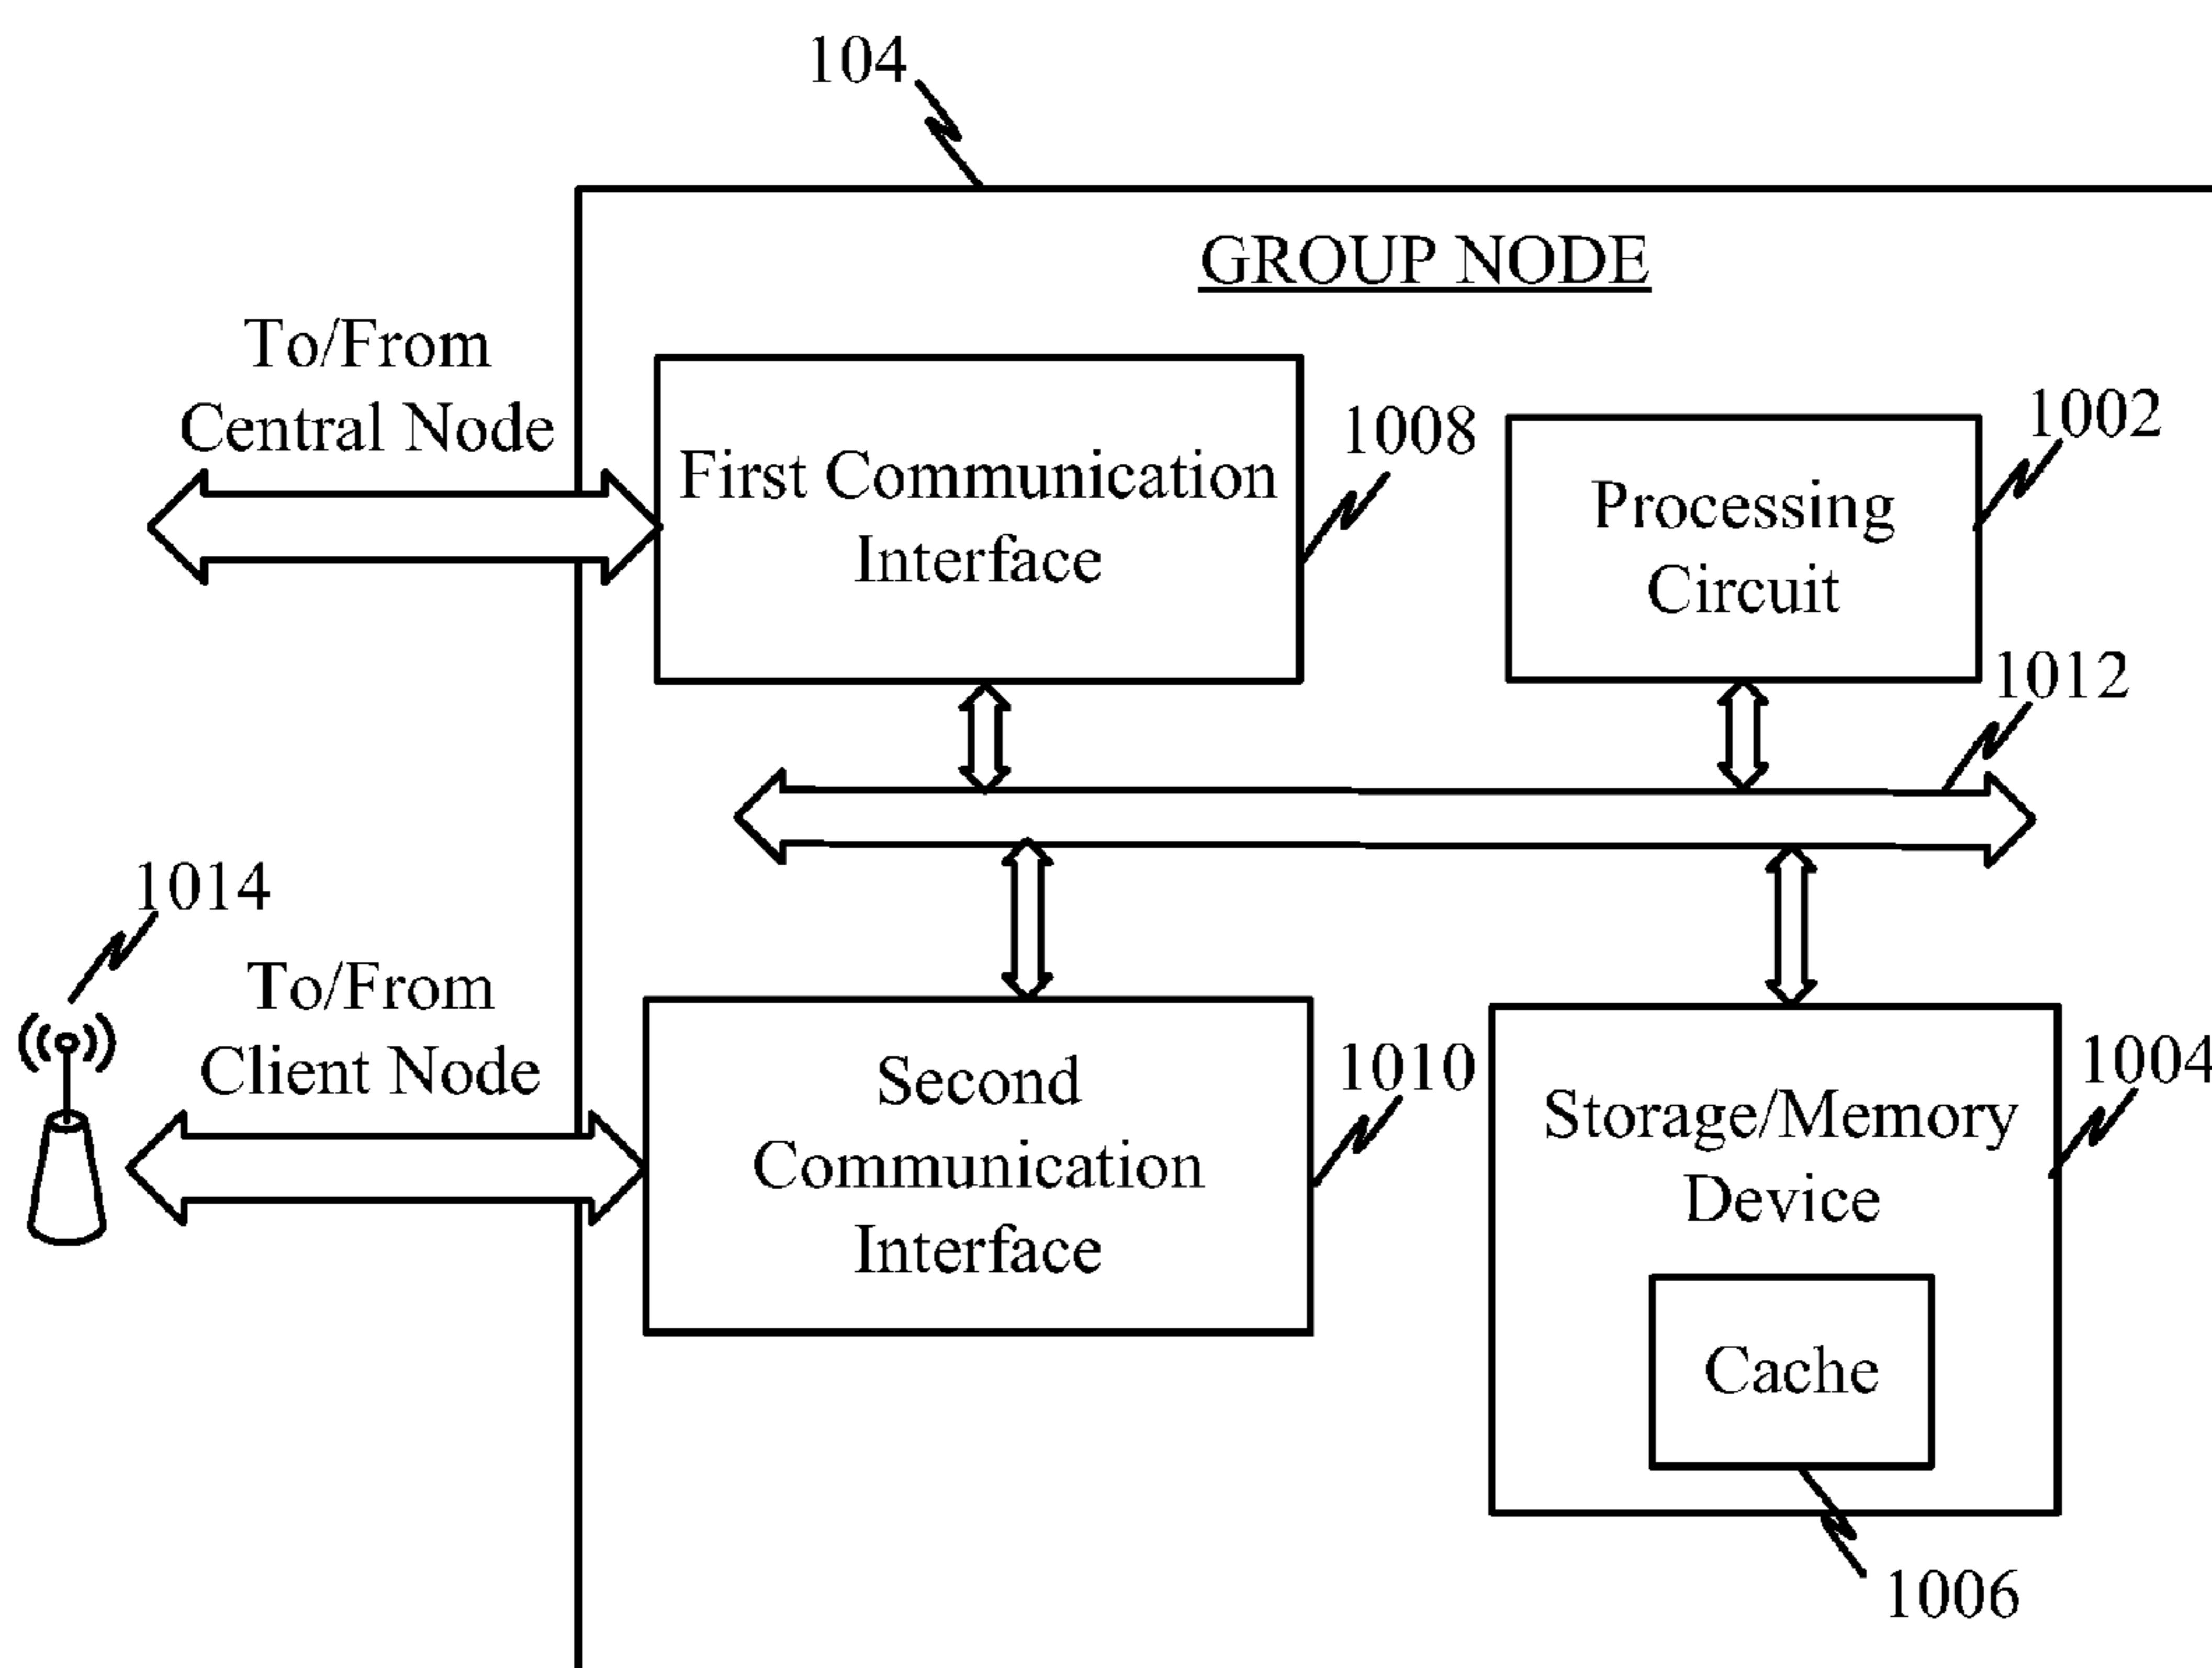 104
GROUP NODE
To/From
Central Node
First Communication
Interface
1008
Processing
Circuit
1002
1012
1014
To/From
Client Node
Second
Communication
Interface
1010
Storage/Memory
Device
1004
Cache
1006